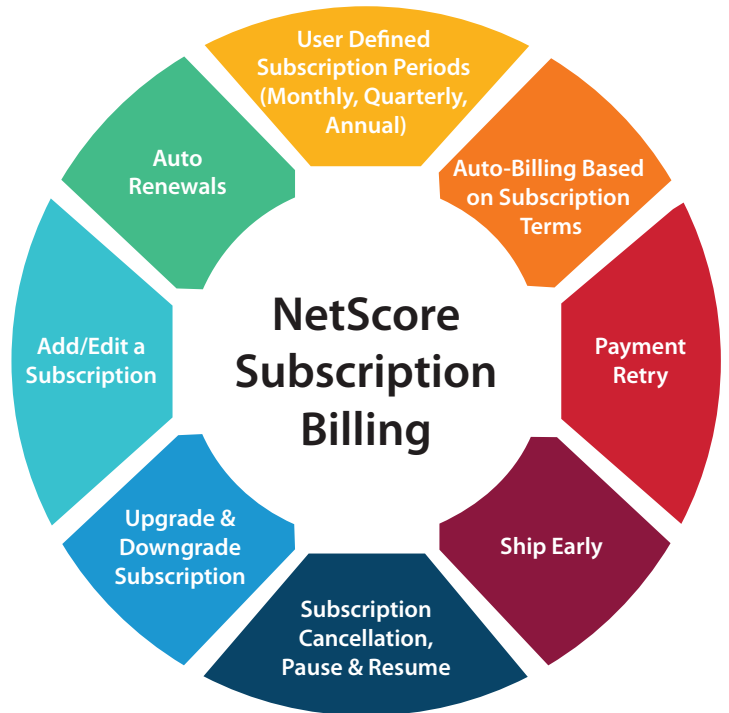 User Defined
Subscription Periods
(Monthly, Quarterly,
Annual)
Auto-Billing Based
on Subscription
Terms
Payment
Retry
Ship Early
Subscription
Cancellation,
Pause & Resume
Upgrade &
Downgrade
Subscription
Add/Edit a
Subscription
Auto
Renewals
NetScore
Subscription
Billing